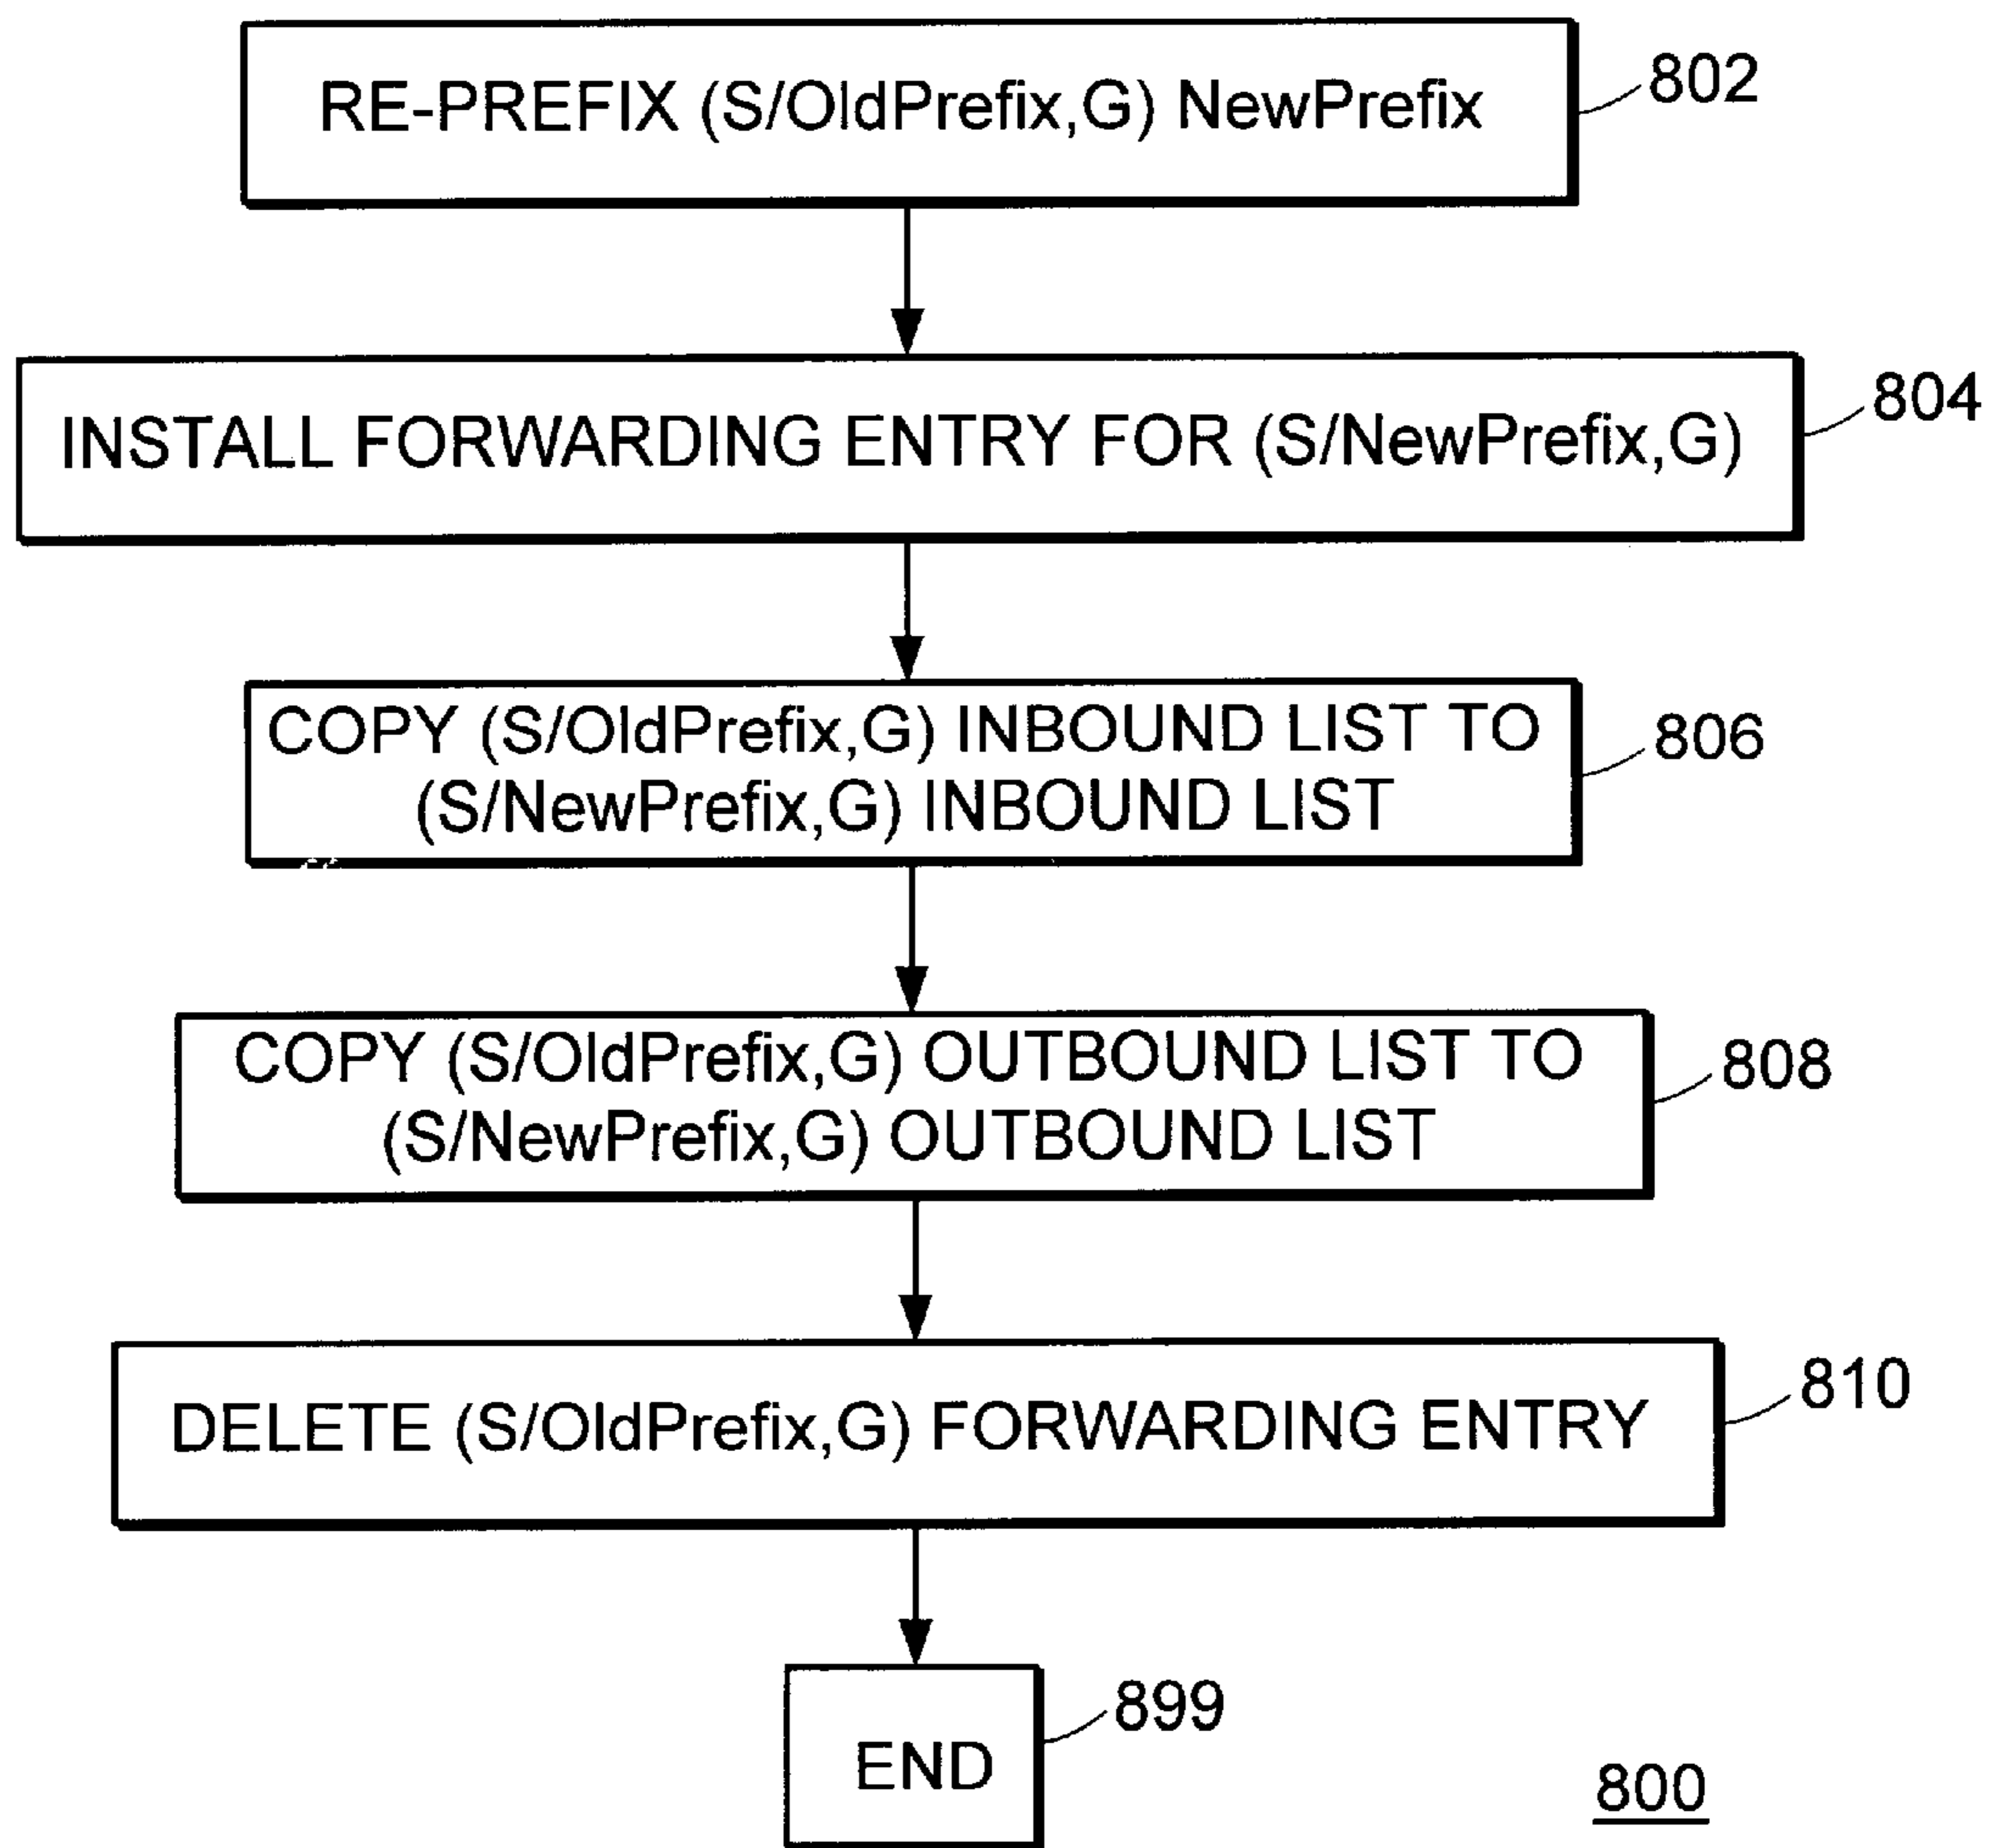 RE-PREFIX (S/OldPrefix,G) NewPrefix
802
INSTALL FORWARDING ENTRY FOR (S/NewPrefix,G)
804
COPY (S/OldPrefix,G) INBOUND LIST TO
(S/NewPrefix,G) INBOUND LIST
806
COPY (S/OldPrefix,G) OUTBOUND LIST TO
(S/NewPrefix,G) OUTBOUND LIST
808
DELETE (S/OldPrefix,G) FORWARDING ENTRY
810
END
899
800